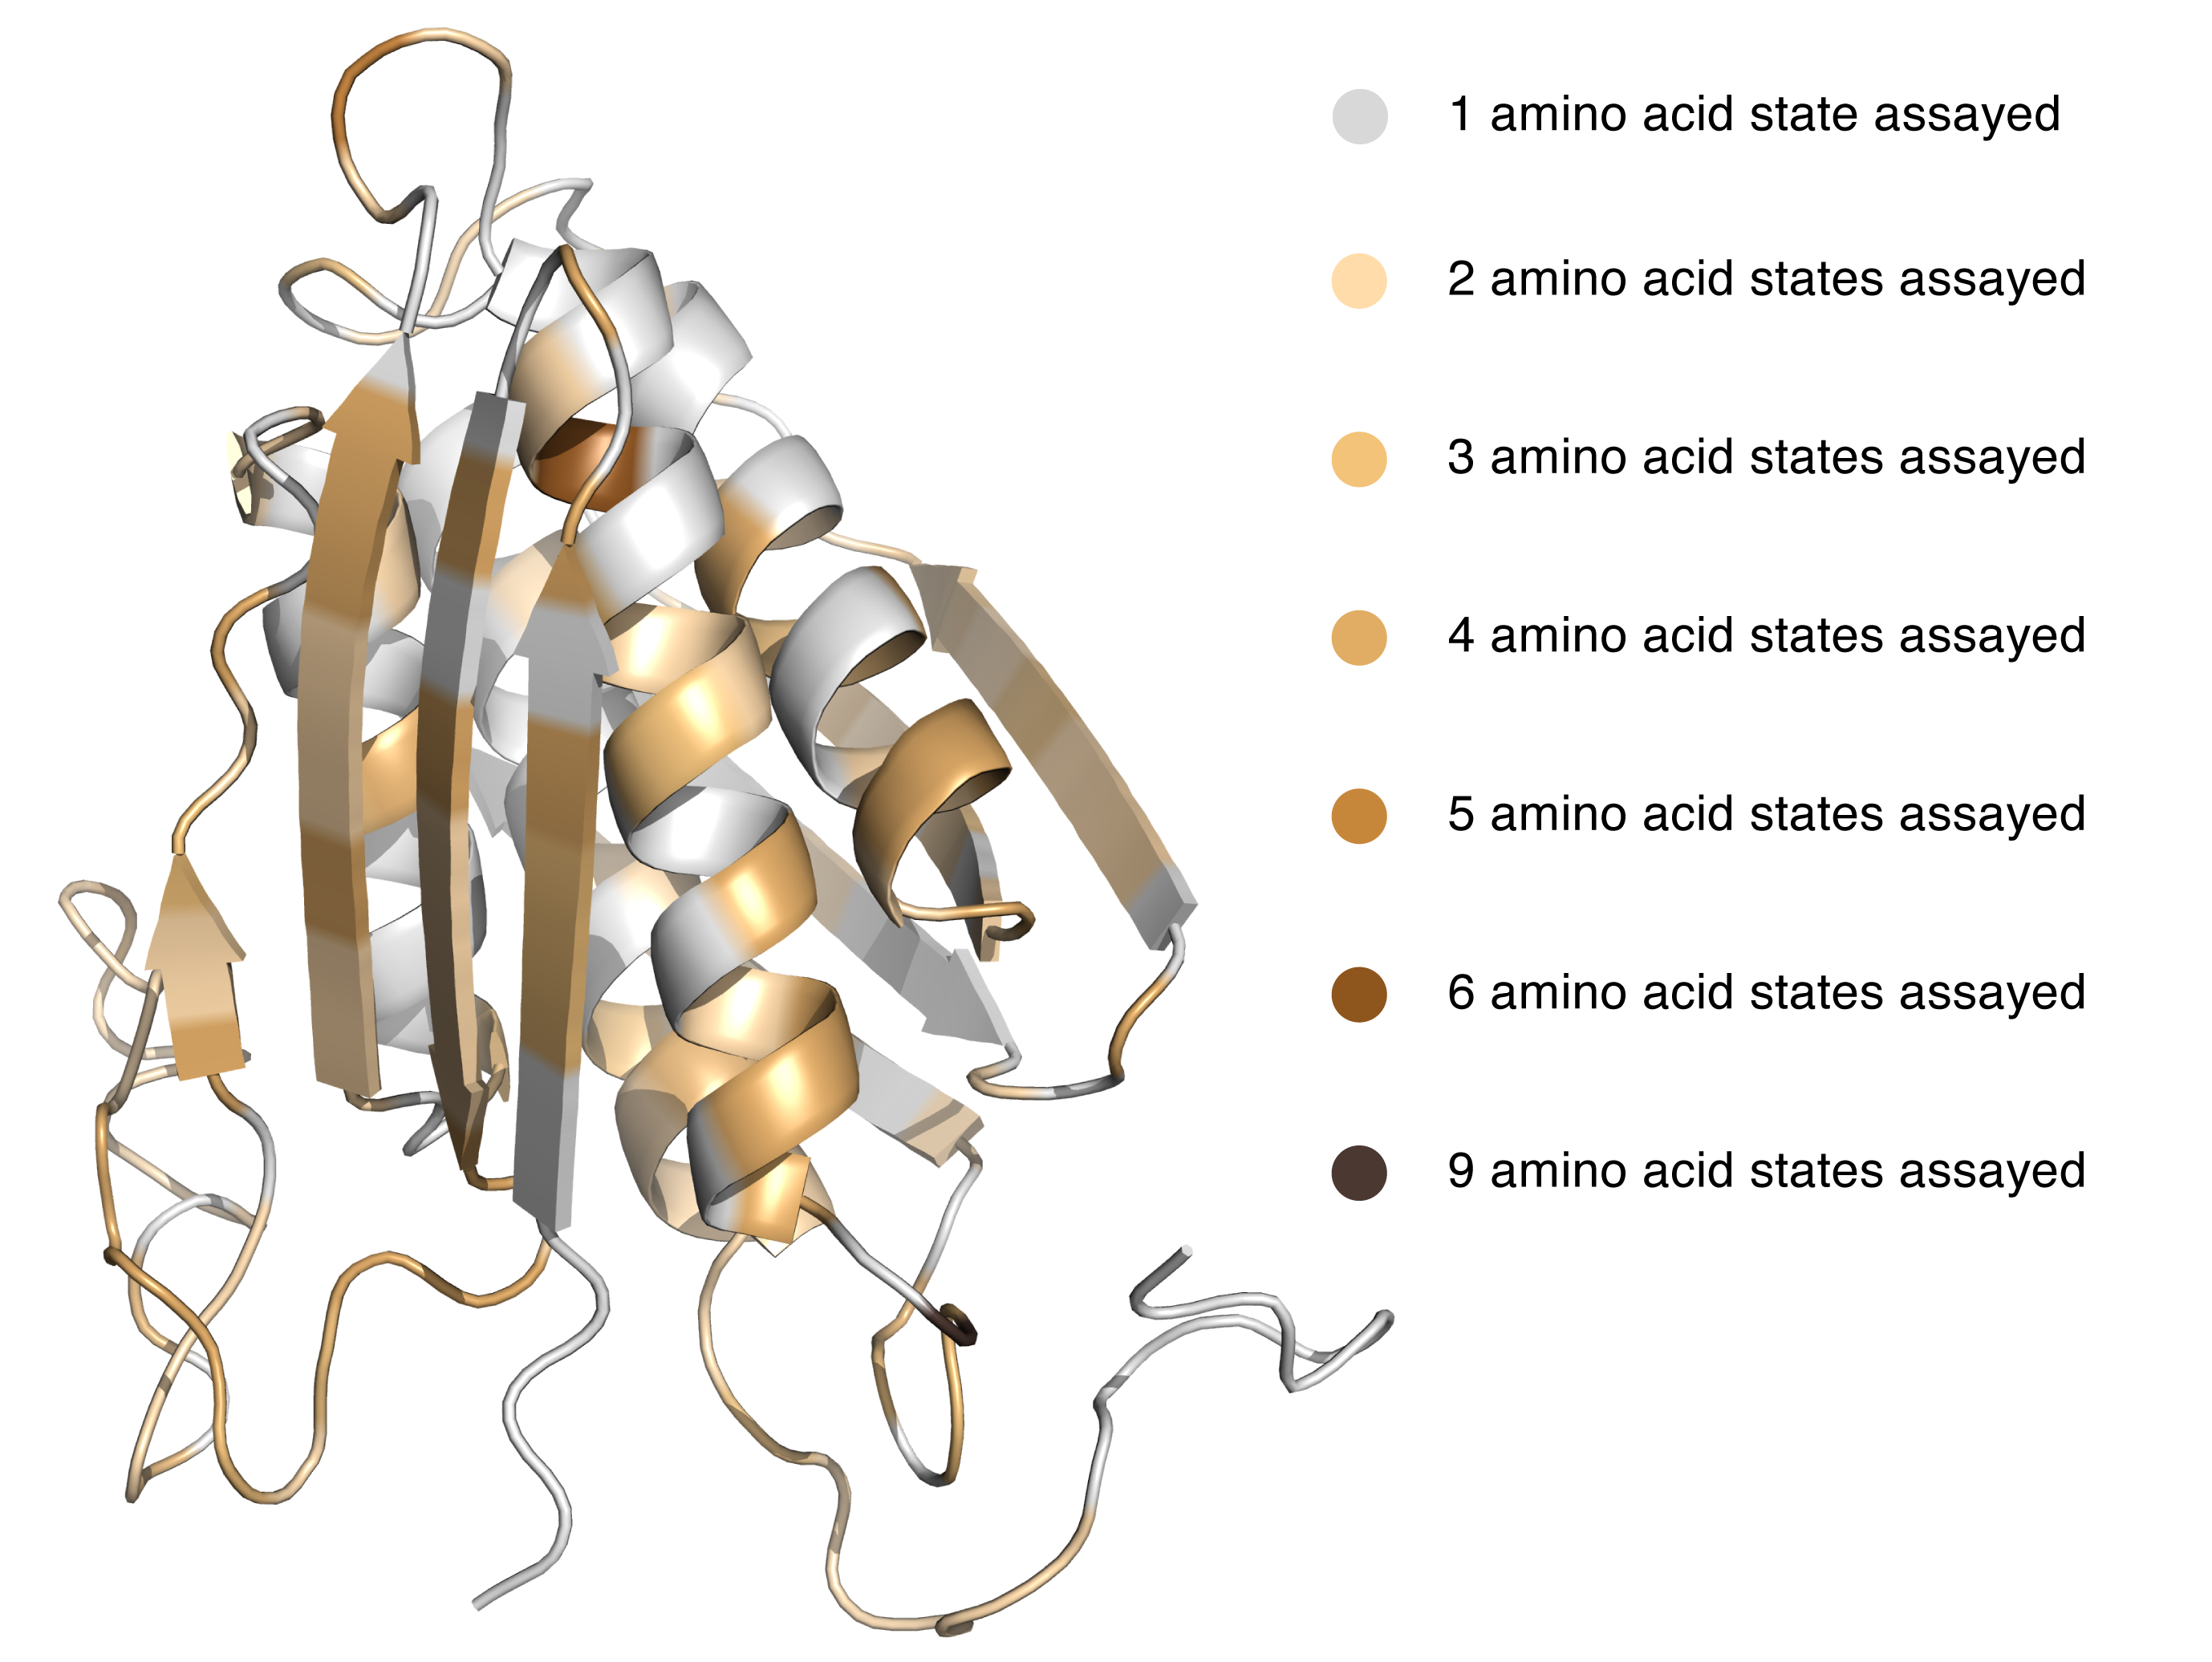 1 amino acid state assayed
2 amino acid states assayed
3 amino acid states assayed
4 amino acid states assayed
5 amino acid states assayed
6 amino acid states assayed
9 amino acid states assayed